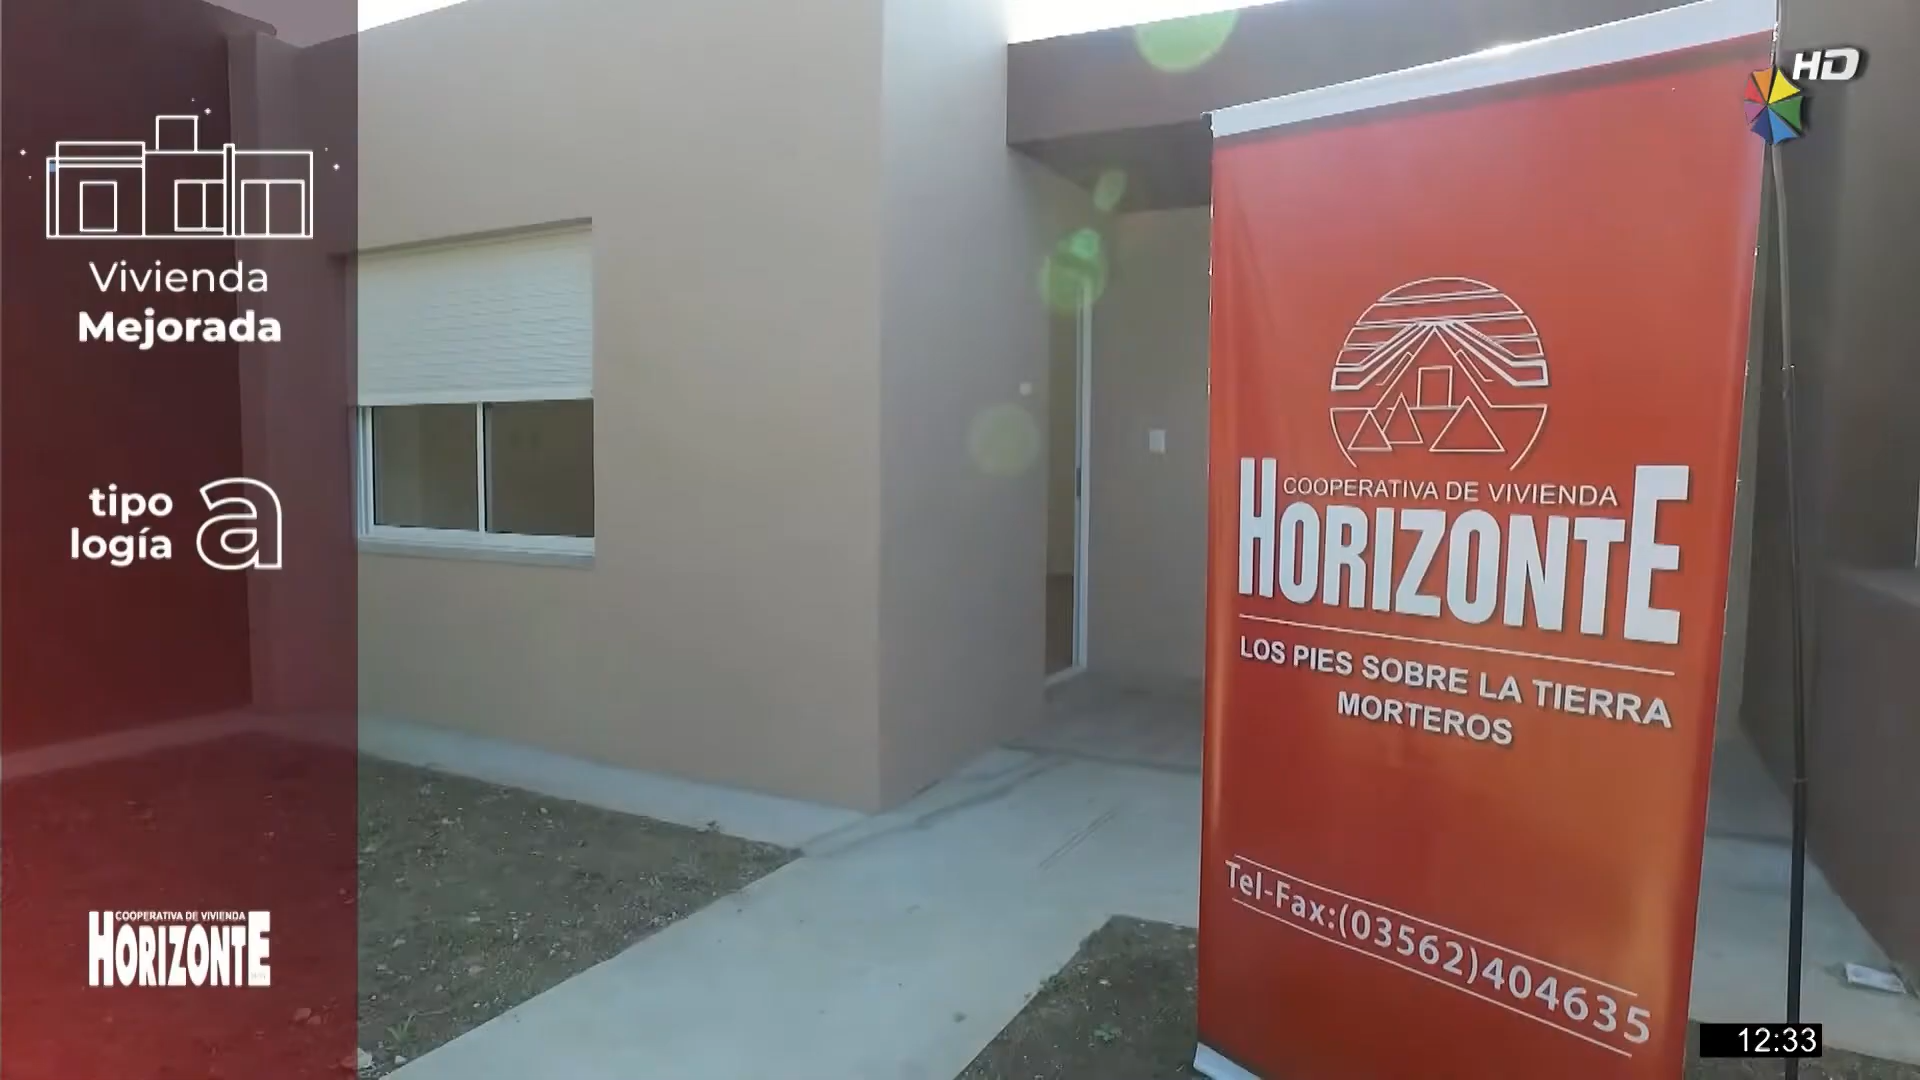 Vivienda
Mejorada
tipo
logía a
COOPERATIVA DE VIVIENDA
HORIZONTE
HD
COOPERATIVA DE VIVIENDA
HORIZONTE
LOS PIES SOBRE LA TIERRA
MORTEROS
Tel-Fax:(03562)404635
12:33